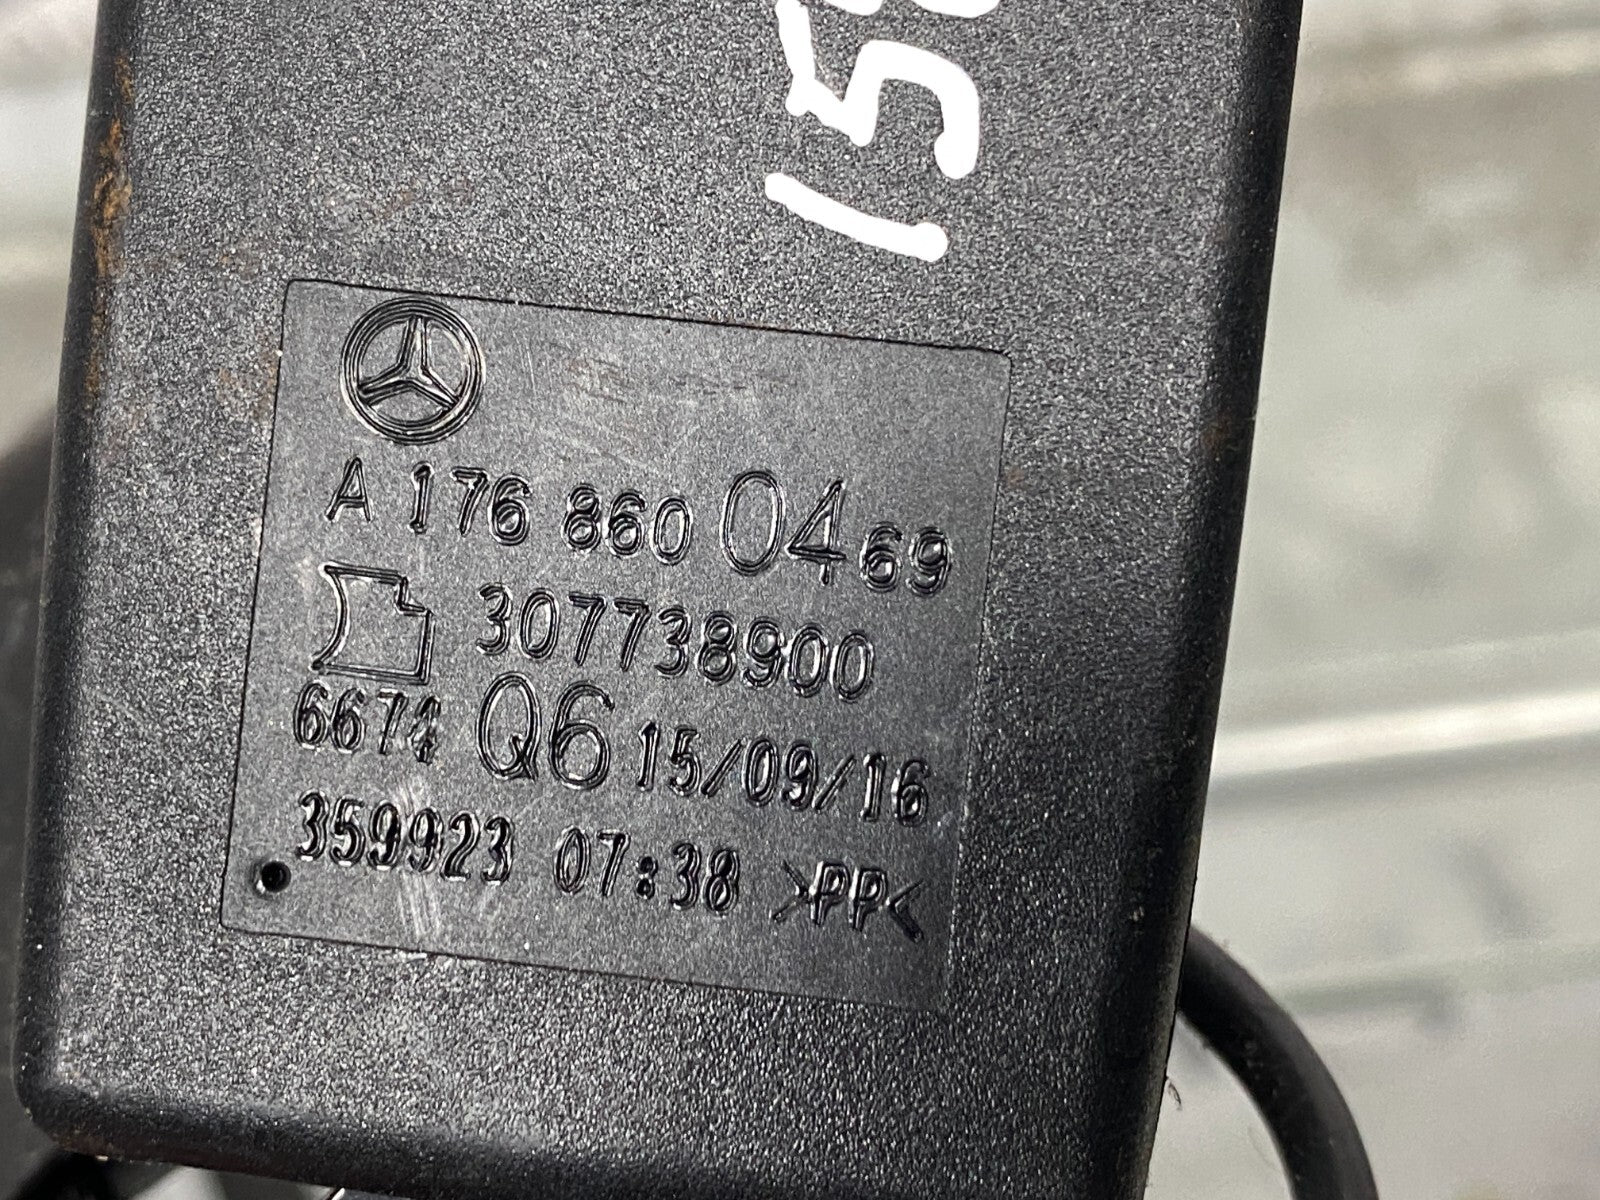 A 176 860 04 69
307738900
6674 Q6 15/09/16
359923 07:38 >PP<